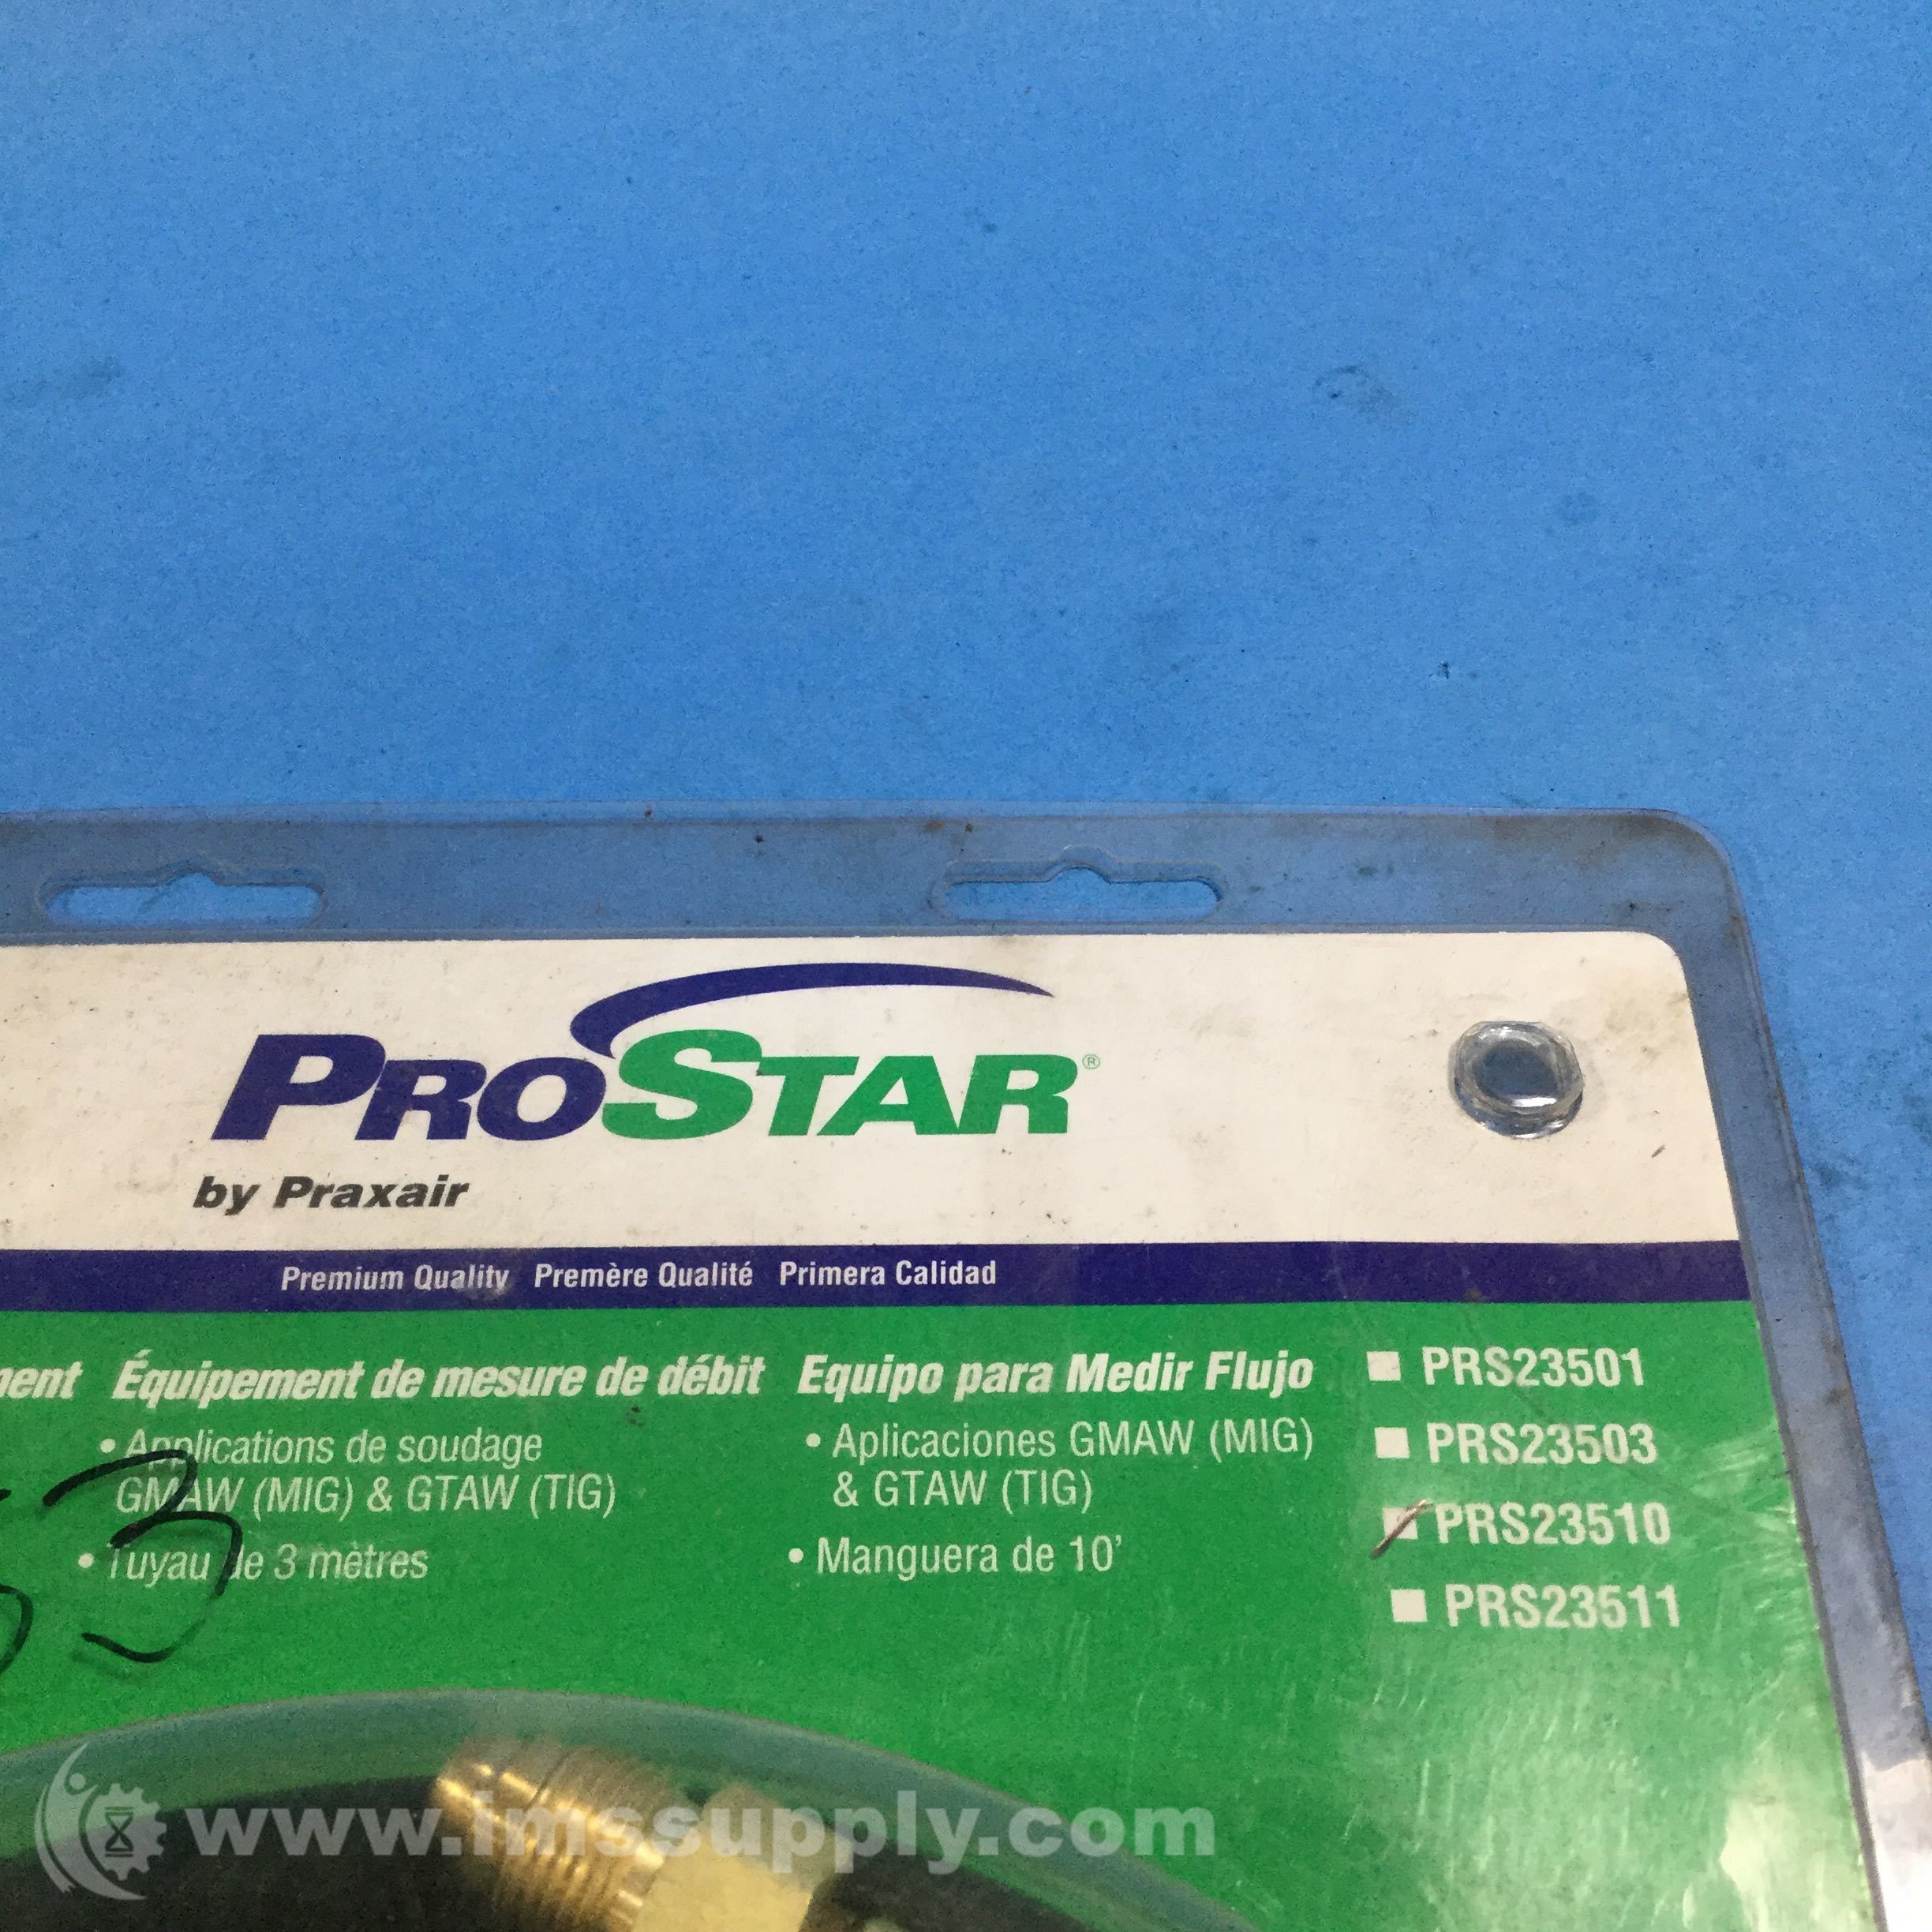 PROSTAR®
by Praxair
Premium Quality Premère Qualité Primera Calidad
Équipement de mesure de débit
• Applications de soudage
GMAW (MIG) & GTAW (TIG)
• Tuyau de 3 mètres
Equipo para Medir Flujo
• Aplicaciones GMAW (MIG)
& GTAW (TIG)
• Manguera de 10'
PRS23501
PRS23503
PRS23510
PRS23511
www.imssupply.com